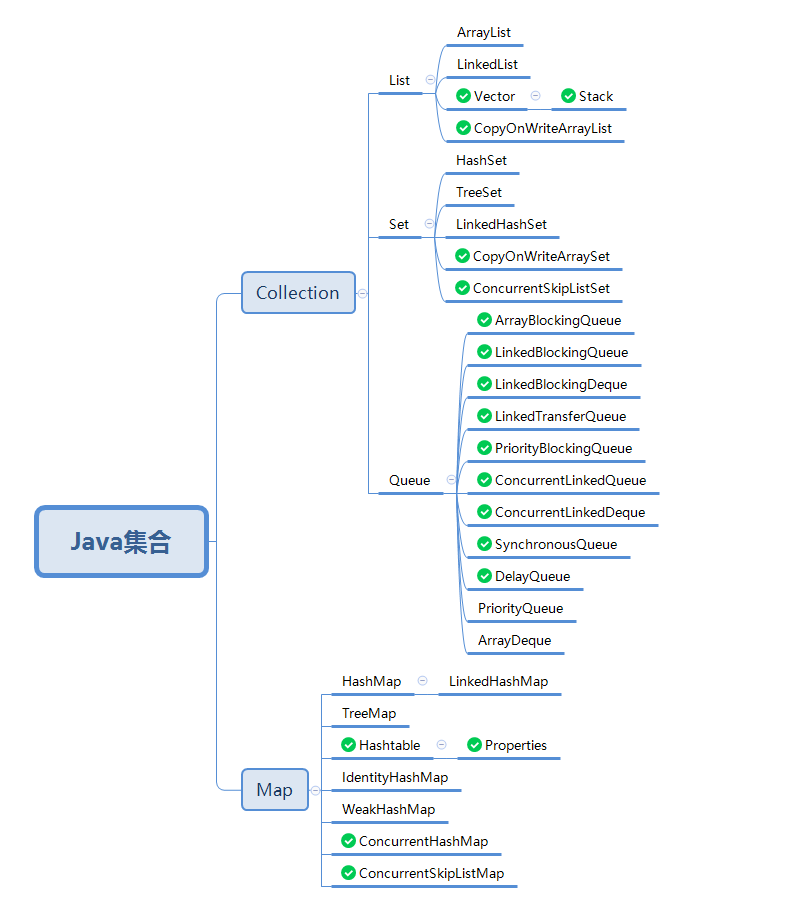 Java集合
Collection
List
ArrayList
LinkedList
Vector
Stack
CopyOnWriteArrayList
Set
HashSet
TreeSet
LinkedHashSet
CopyOnWriteArraySet
ConcurrentSkipListSet
Queue
ArrayBlockingQueue
LinkedBlockingQueue
LinkedBlockingDeque
LinkedTransferQueue
PriorityBlockingQueue
ConcurrentLinkedQueue
ConcurrentLinkedDeque
SynchronousQueue
DelayQueue
PriorityQueue
ArrayDeque
Map
HashMap
LinkedHashMap
TreeMap
Hashtable
Properties
IdentityHashMap
WeakHashMap
ConcurrentHashMap
ConcurrentSkipListMap